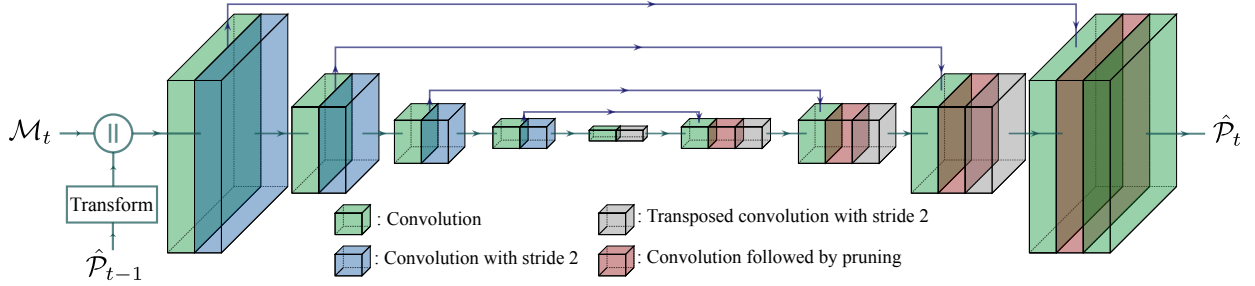 𝓜_t
||
Transform
𝒫̂_{t−1}
𝒫̂_t
: Convolution
: Convolution with stride 2
: Transposed convolution with stride 2
: Convolution followed by pruning